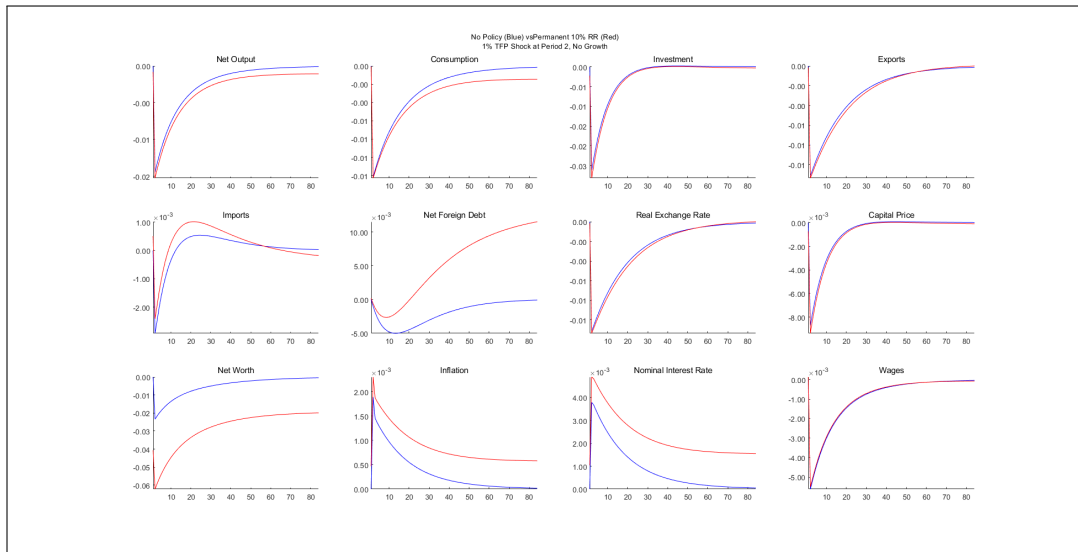 No Policy (Blue) vsPermanent 10% RR (Red)
1% TFP Shock at Period 2, No Growth
Net Output
0.00
-0.00
-0.01
-0.02
10 20 30 40 50 60 70 80
Consumption
0.00
-0.00
-0.00
-0.01
-0.01
-0.01
10 20 30 40 50 60 70 80
Investment
0.00
-0.01
-0.01
-0.01
-0.02
-0.02
-0.03
10 20 30 40 50 60 70 80
Exports
0.00
-0.00
-0.00
-0.00
-0.01
-0.01
-0.01
-0.01
10 20 30 40 50 60 70 80
Imports
×10-3
1.00
0.00
-1.00
-2.00
10 20 30 40 50 60 70 80
Net Foreign Debt
10.00
5.00
0.00
-5.00
10 20 30 40 50 60 70 80
Real Exchange Rate
0.00
-0.00
-0.00
-0.01
-0.01
-0.01
10 20 30 40 50 60 70 80
Capital Price
×10-3
0.00
-2.00
-4.00
-6.00
-8.00
10 20 30 40 50 60 70 80
Net Worth
0.00
-0.01
-0.02
-0.03
-0.04
-0.05
-0.06
10 20 30 40 50 60 70 80
Inflation
×10-3
2.00
1.50
1.00
0.50
0.00
10 20 30 40 50 60 70 80
Nominal Interest Rate
×10-3
4.00
3.00
2.00
1.00
0.00
10 20 30 40 50 60 70 80
Wages
×10-3
0.00
-1.00
-2.00
-3.00
-4.00
-5.00
10 20 30 40 50 60 70 80